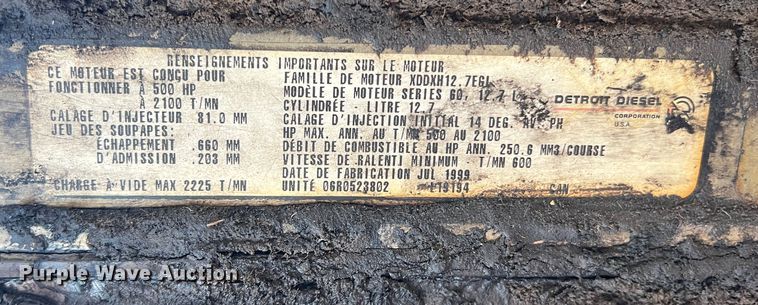 RENSEIGNEMENTS IMPORTANTS SUR LE MOTEUR
CE MOTEUR EST CONÇU POUR
FONCTIONNER À 500 HP
À 2100 T/MN
CALAGE D'INJECTEUR 81.0 MM
JEU DES SOUPAPES:
ÉCHAPPEMENT .660 MM
D'ADMISSION .203 MM
CHARGE À VIDE MAX 2225 T/MN
FAMILLE DE MOTEUR XDDXH12.7EGL
MODÈLE DE MOTEUR SERIES 60, 12.7 L
CYLINDRÉE - LITRE 12.7
CALAGE D'INJECTION INITIAL 14 DEG. AV. PH
HP MAX. ANN. AU T/MN 500 AU 2100
DÉBIT DE COMBUSTIBLE AU HP ANN. 250.6 MM3/COURSE
VITESSE DE RALENTI MINIMUM - T/MN 600
DATE DE FABRICATION JUL 1999
UNITÉ 06R0523802 119194 CAN
DETROIT DIESEL
CORPORATION
U.S.A.
Purple Wave Auction